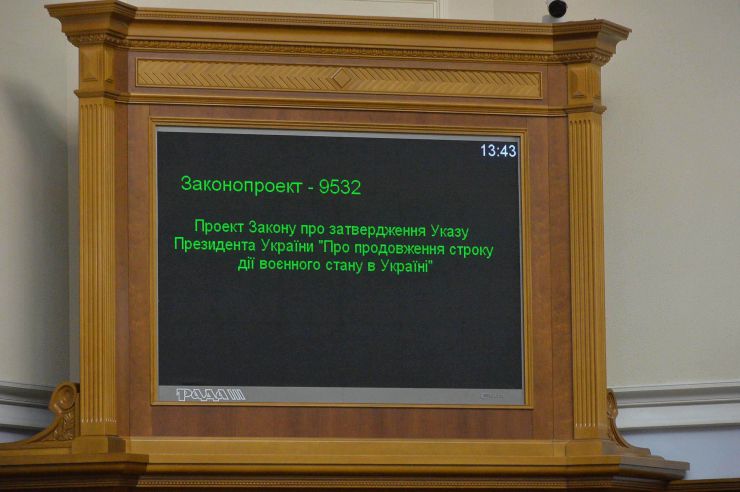 13:43
Законопроект - 9532
Проект Закону про затвердження Указу
Президента України "Про продовження строку
дії воєнного стану в Україні"
РАДА III